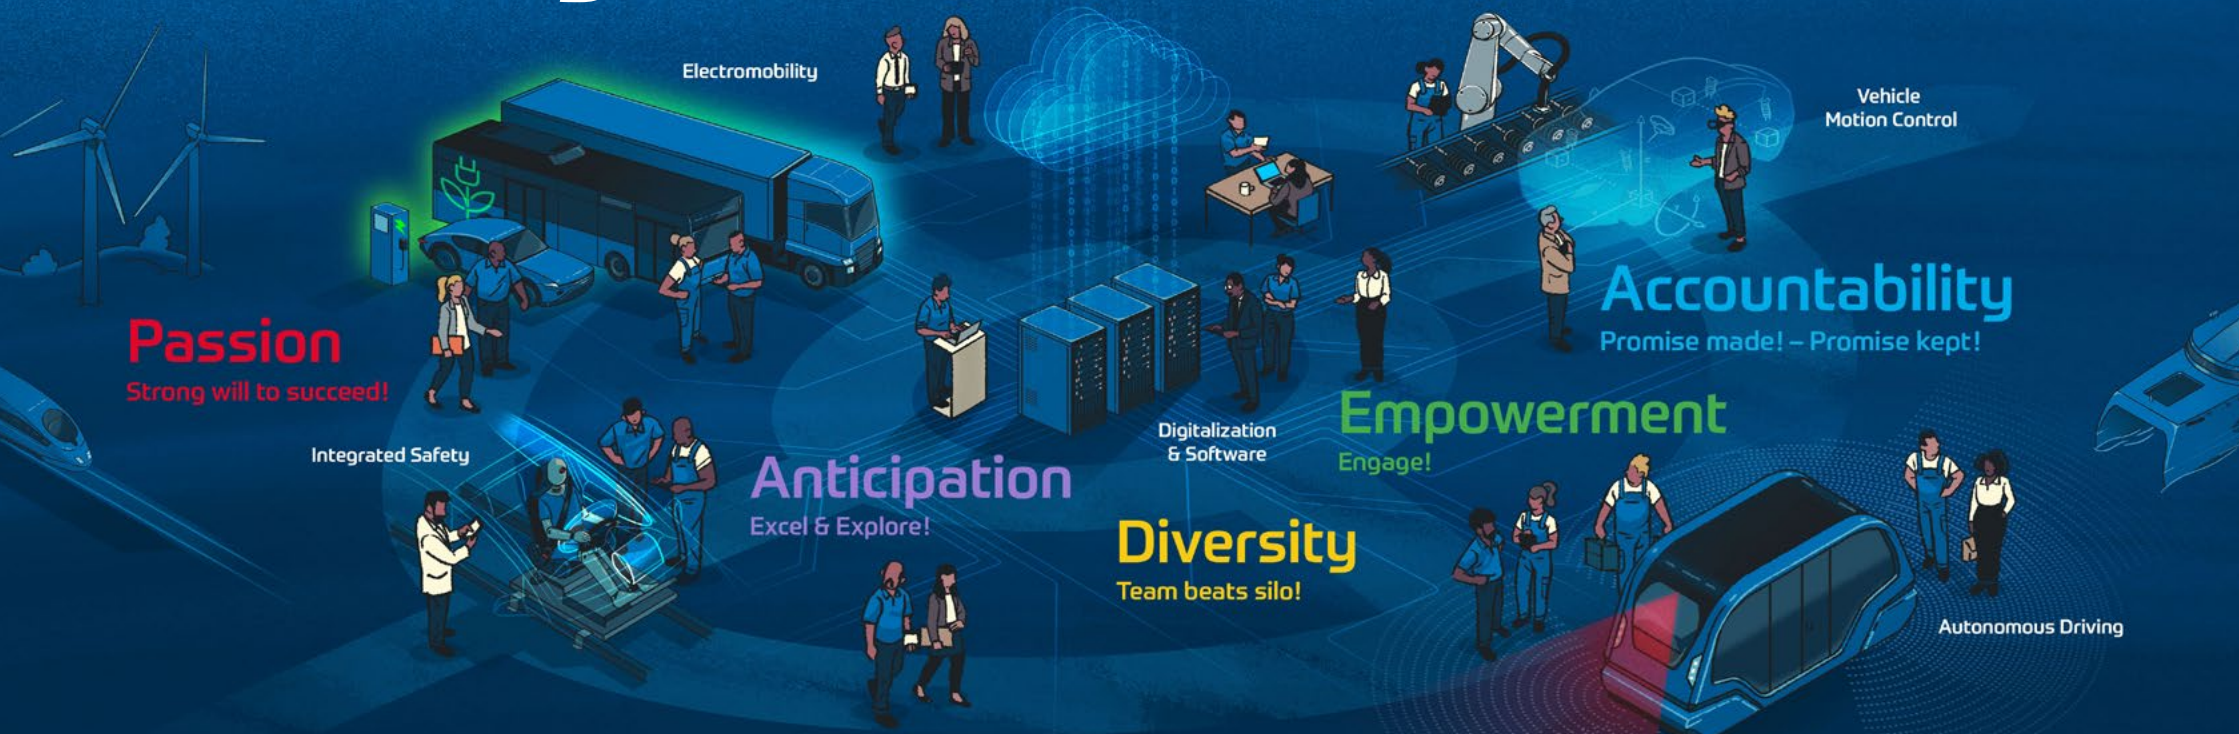 Electromobility
Vehicle
Motion Control
Accountability
Promise made! – Promise kept!
Passion
Strong will to succeed!
Integrated Safety
Anticipation
Excel & Explore!
Digitalization
& Software
Empowerment
Engage!
Diversity
Team beats silo!
Autonomous Driving